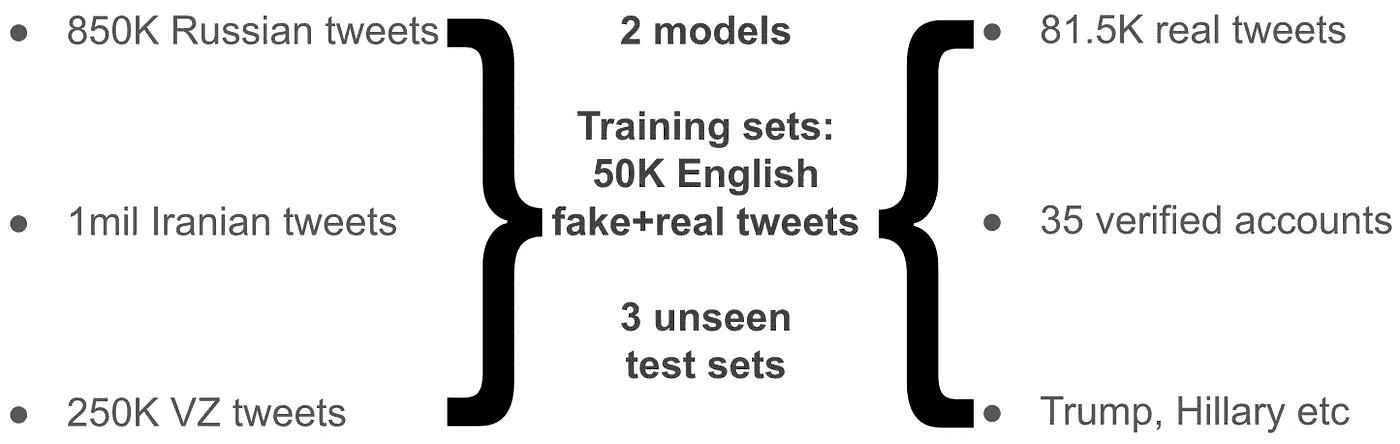 • 850K Russian tweets
• 1mil Iranian tweets
• 250K VZ tweets
2 models
Training sets:
50K English
fake+real tweets
3 unseen
test sets
• 81.5K real tweets
• 35 verified accounts
• Trump, Hillary etc